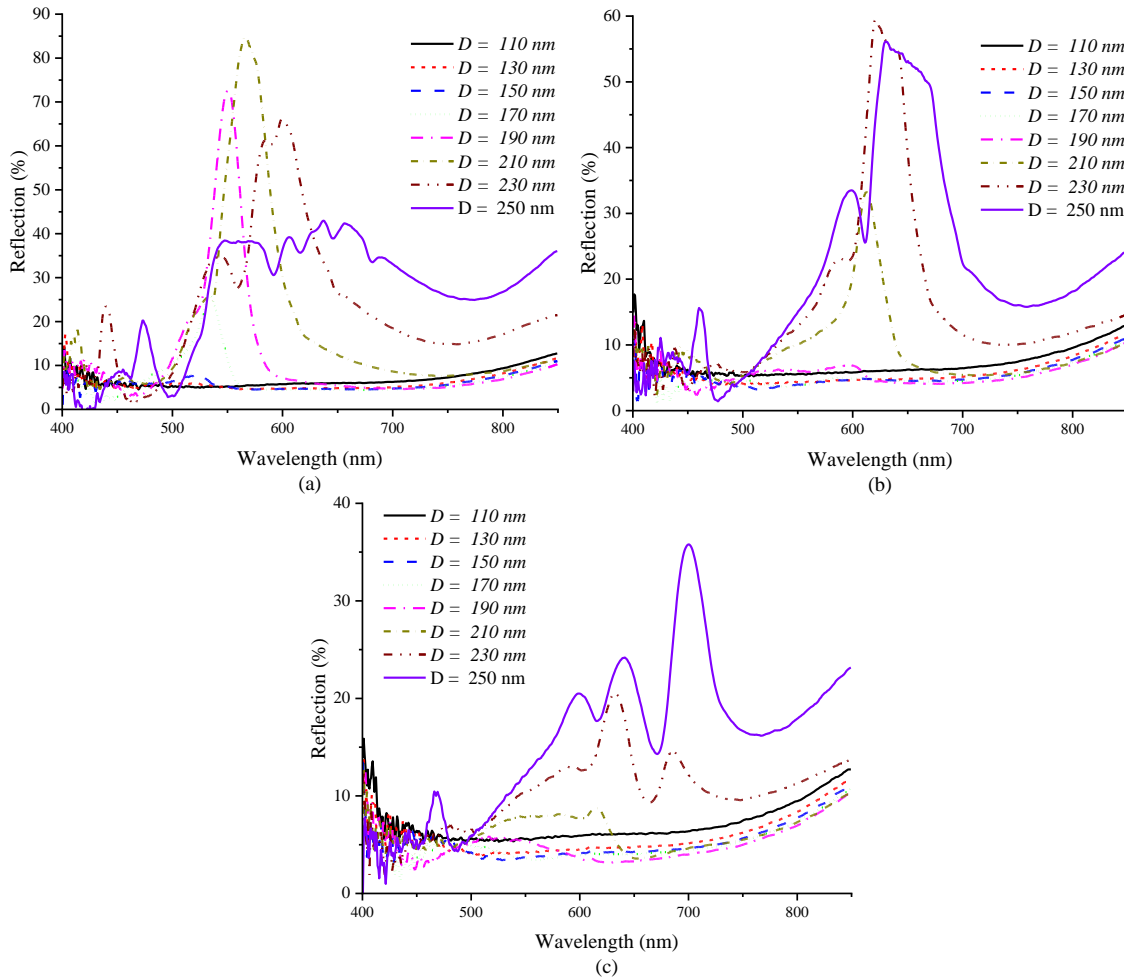 90
80
70
60
50
40
30
20
10
0
Reflection (%)
D = 110 nm
D = 130 nm
D = 150 nm
D = 170 nm
D = 190 nm
D = 210 nm
D = 230 nm
D = 250 nm
400 500 600 700 800
Wavelength (nm)
(a)
60
50
40
30
20
10
0
Reflection (%)
D = 110 nm
D = 130 nm
D = 150 nm
D = 170 nm
D = 190 nm
D = 210 nm
D = 230 nm
D = 250 nm
400 500 600 700 800
Wavelength (nm)
(b)
40
30
20
10
0
Reflection (%)
D = 110 nm
D = 130 nm
D = 150 nm
D = 170 nm
D = 190 nm
D = 210 nm
D = 230 nm
D = 250 nm
400 500 600 700 800
Wavelength (nm)
(c)